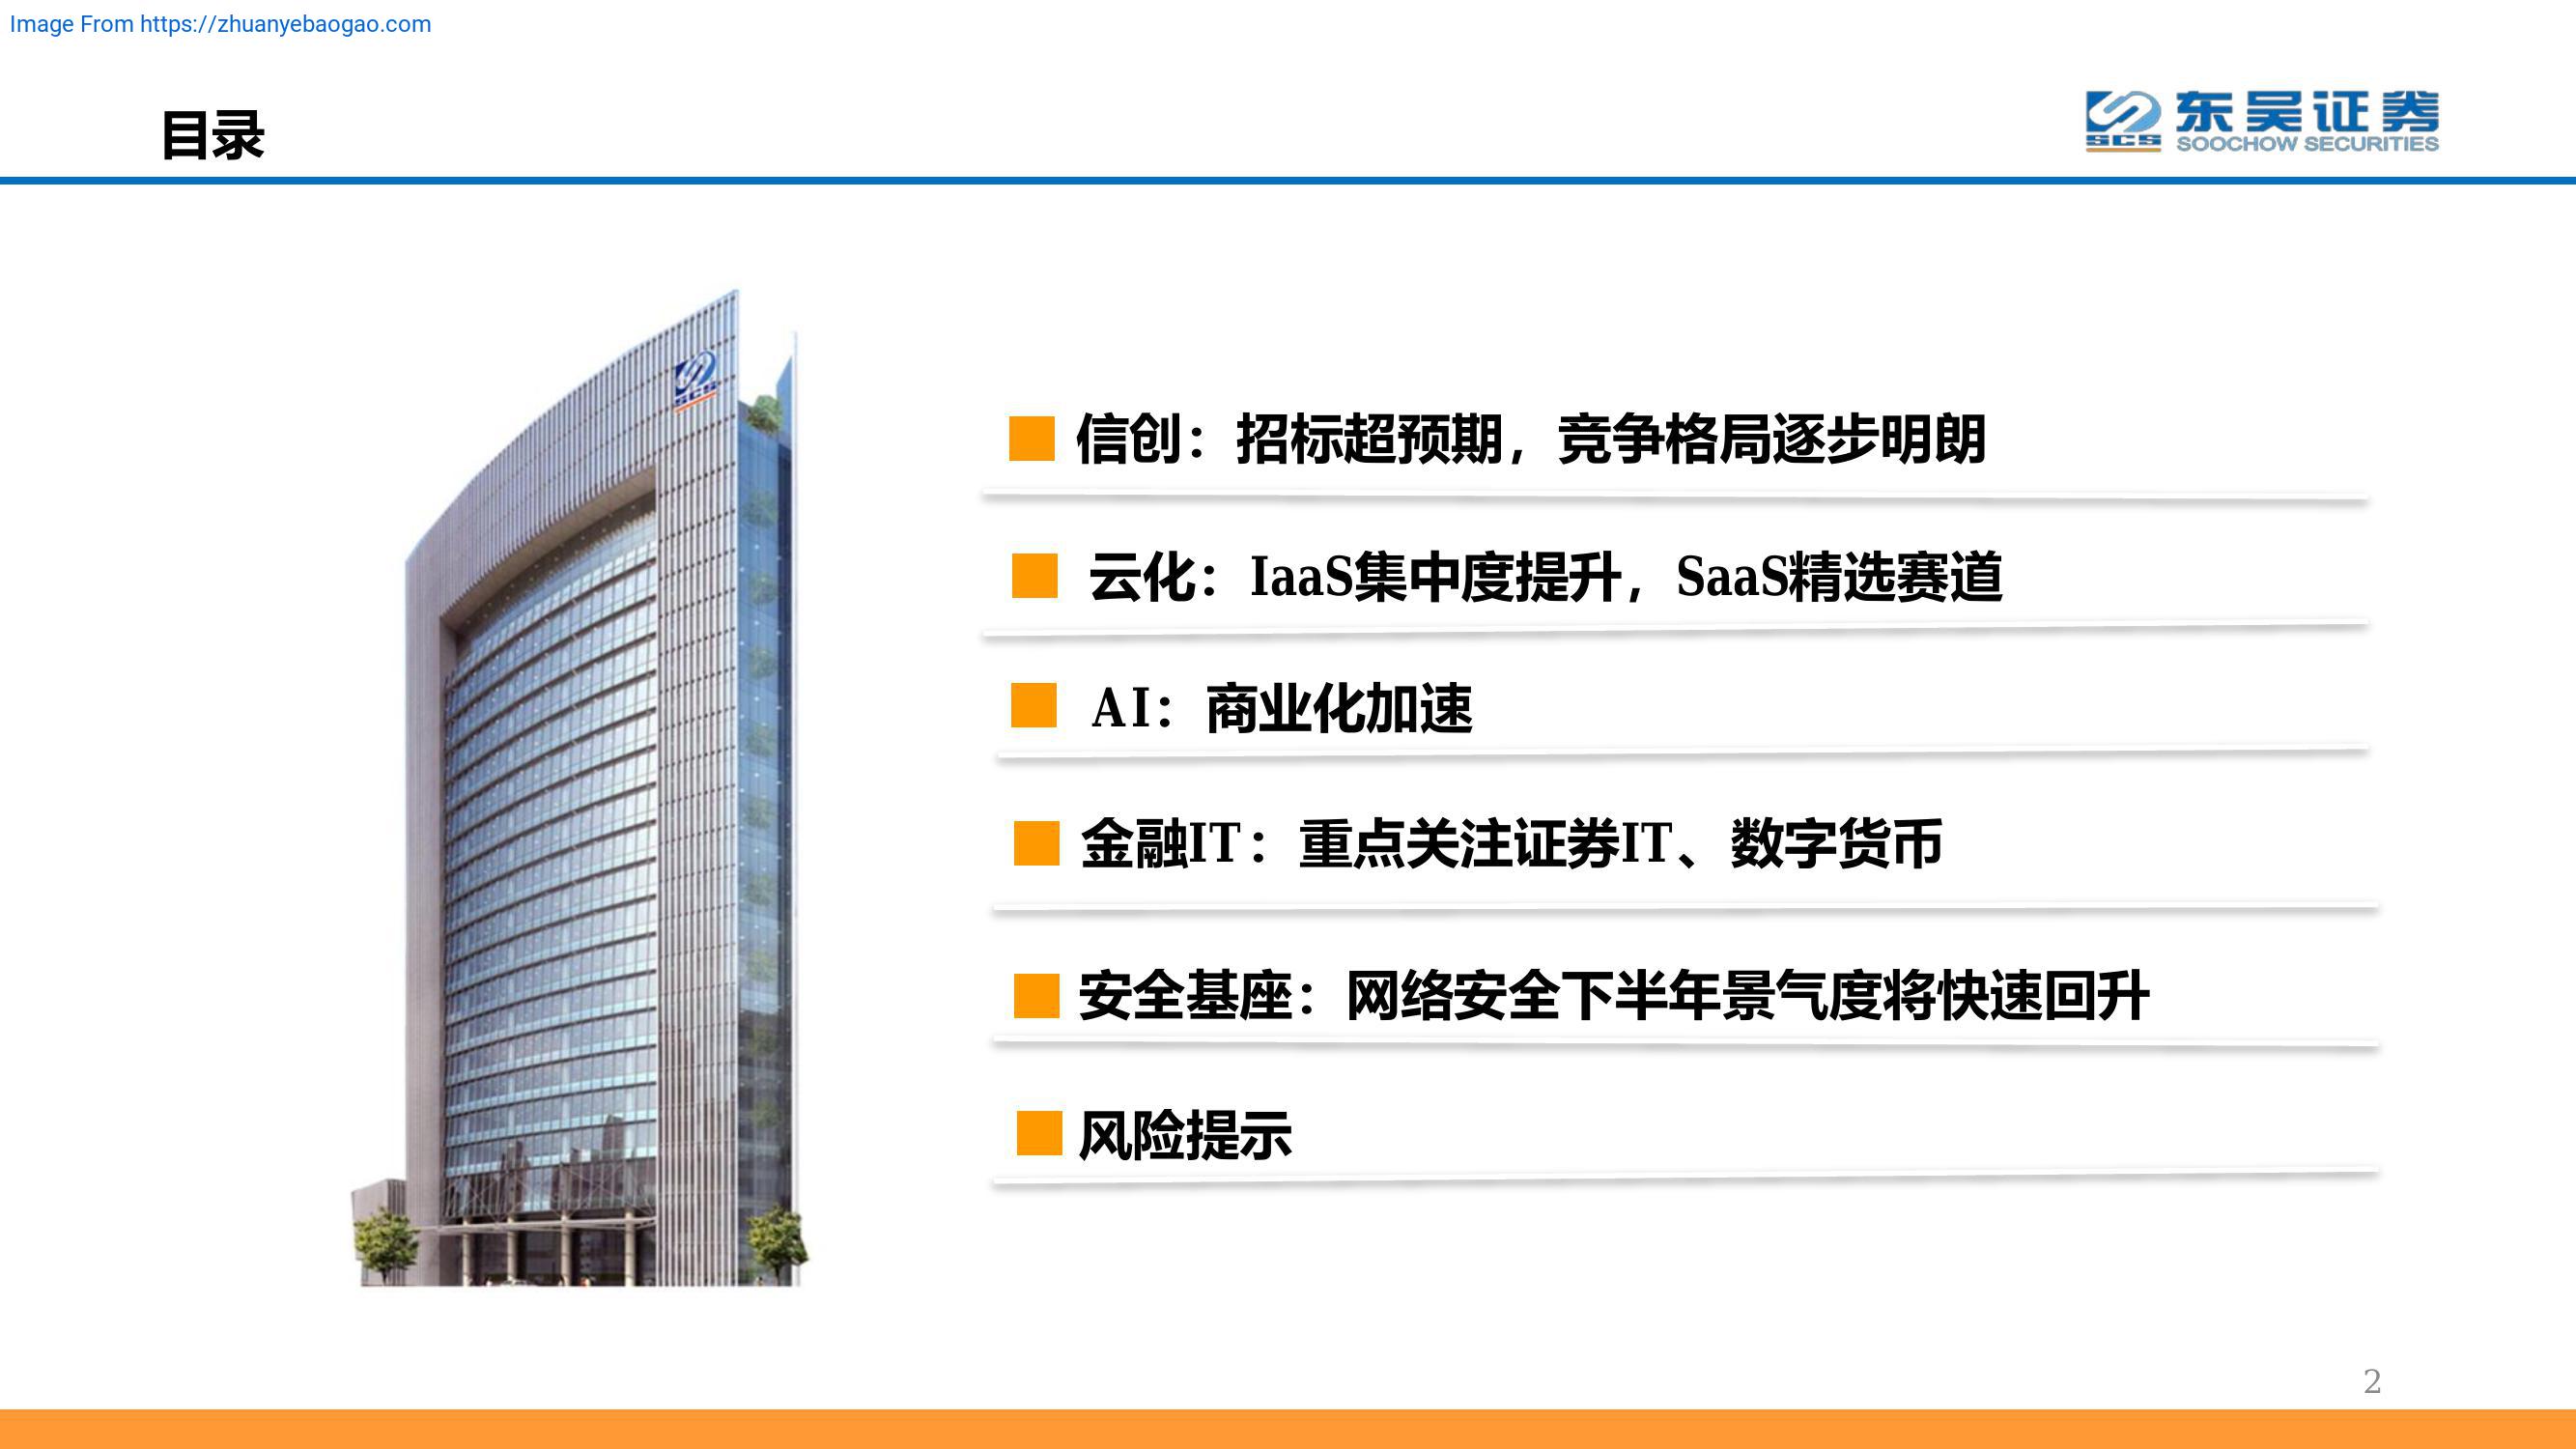 Image From https://zhuanyebaogao.com
目录
东吴证券
SCS SOOCHOW SECURITIES
SCS
信创：招标超预期，竞争格局逐步明朗
云化：IaaS集中度提升，SaaS精选赛道
AI：商业化加速
金融IT：重点关注证券IT、数字货币
安全基座：网络安全下半年景气度将快速回升
风险提示
2